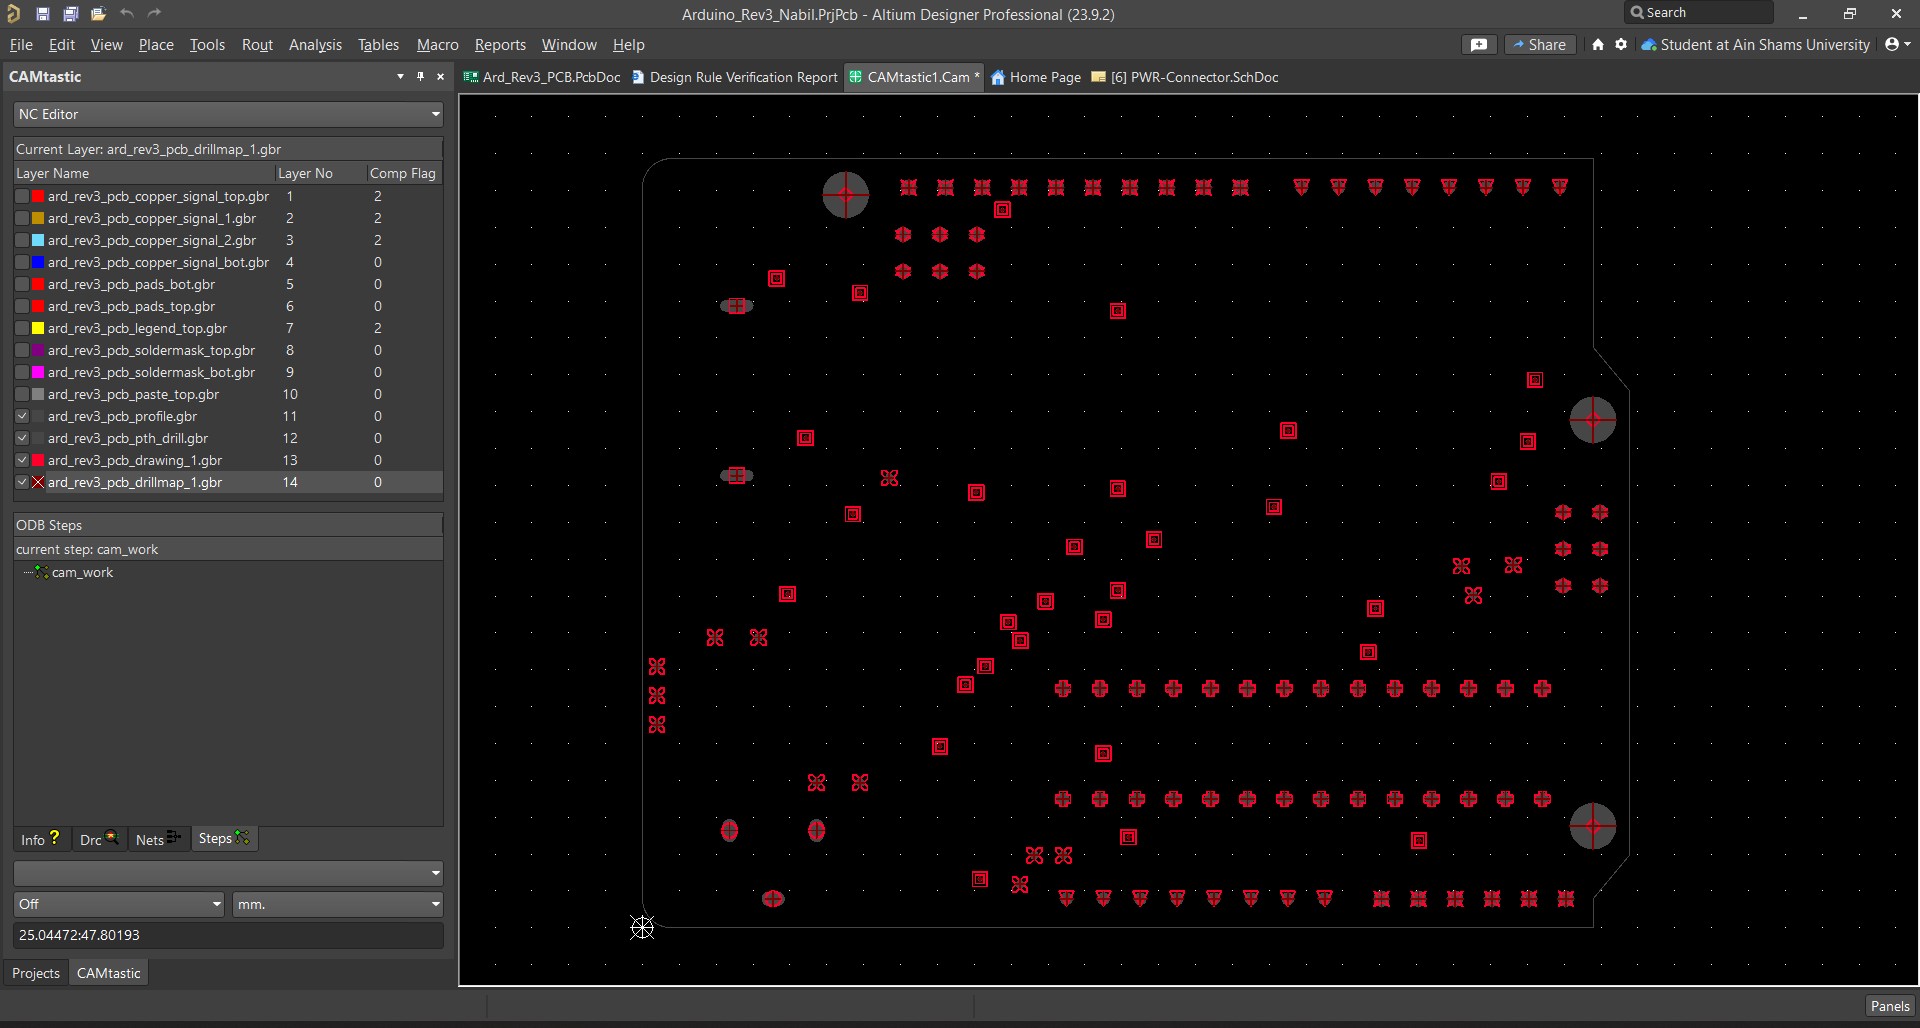 Arduino_Rev3_Nabil.PrjPcb - Altium Designer Professional (23.9.2)
Search
File Edit View Place Tools Rout Analysis Tables Macro Reports Window Help
Share
Student at Ain Shams University
CAMtastic
Ard_Rev3_PCB.PcbDoc Design Rule Verification Report CAMtastic1.Cam * Home Page [6] PWR-Connector.SchDoc
NC Editor
Current Layer: ard_rev3_pcb_drillmap_1.gbr
Layer Name Layer No Comp Flag
ard_rev3_pcb_copper_signal_top.gbr 1 2
ard_rev3_pcb_copper_signal_1.gbr 2 2
ard_rev3_pcb_copper_signal_2.gbr 3 2
ard_rev3_pcb_copper_signal_bot.gbr 4 0
ard_rev3_pcb_pads_bot.gbr 5 0
ard_rev3_pcb_pads_top.gbr 6 0
ard_rev3_pcb_legend_top.gbr 7 2
ard_rev3_pcb_soldermask_top.gbr 8 0
ard_rev3_pcb_soldermask_bot.gbr 9 0
ard_rev3_pcb_paste_top.gbr 10 0
ard_rev3_pcb_profile.gbr 11 0
ard_rev3_pcb_pth_drill.gbr 12 0
ard_rev3_pcb_drawing_1.gbr 13 0
ard_rev3_pcb_drillmap_1.gbr 14 0
ODB Steps
current step: cam_work
cam_work
Info ? Drc Nets Steps
Off mm.
25.04472:47.80193
Projects CAMtastic
Panels